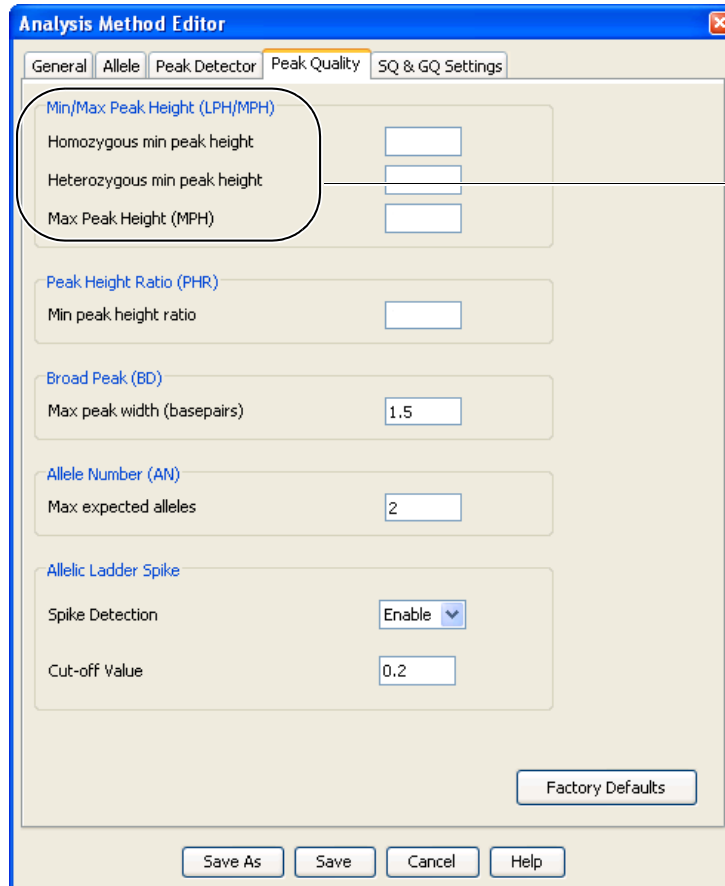 Analysis Method Editor
General Allele Peak Detector Peak Quality SQ & GQ Settings
Min/Max Peak Height (LPH/MPH)
Homozygous min peak height
Heterozygous min peak height
Max Peak Height (MPH)
Peak Height Ratio (PHR)
Min peak height ratio
Broad Peak (BD)
Max peak width (basepairs) 1.5
Allele Number (AN)
Max expected alleles 2
Allelic Ladder Spike
Spike Detection Enable
Cut-off Value 0.2
Factory Defaults
Save As Save Cancel Help